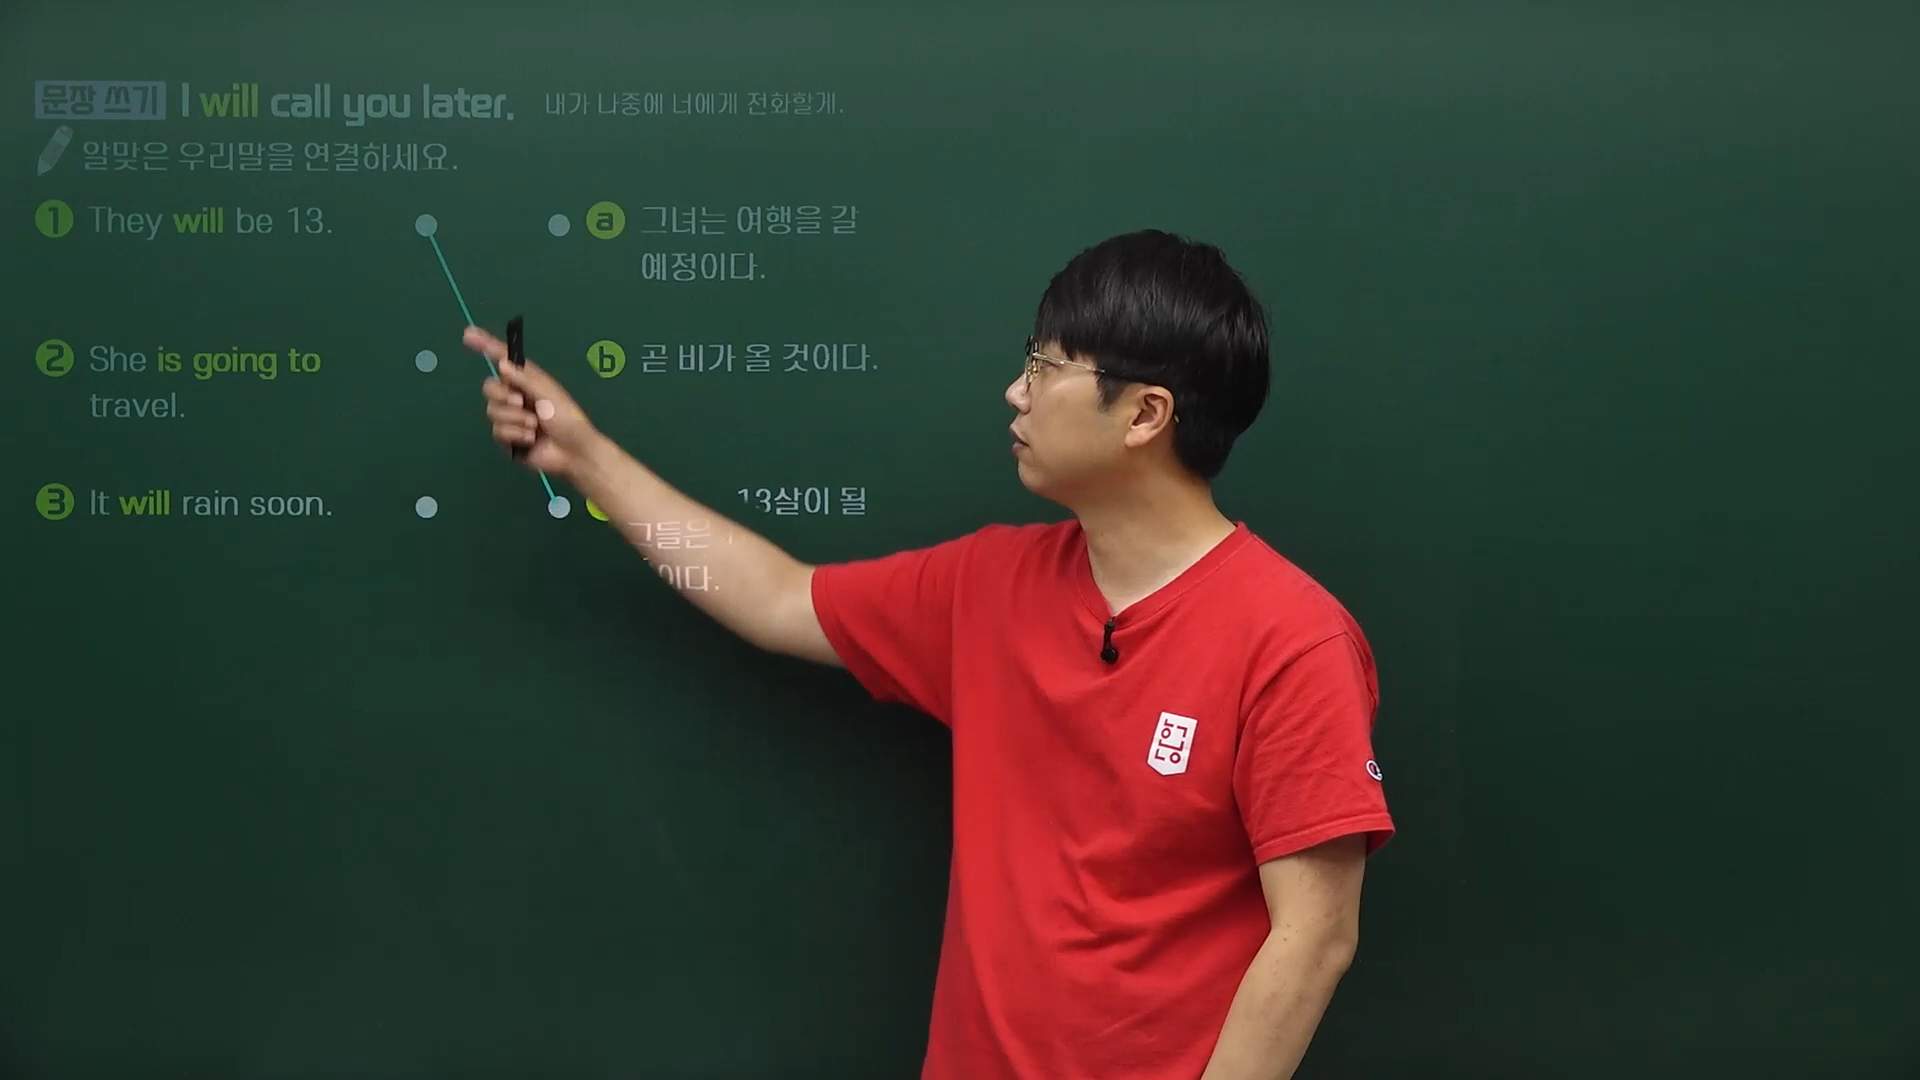 문장 쓰기 I will call you later. 내가 나중에 너에게 전화할게.
알맞은 우리말을 연결하세요.
1 They will be 13.
a 그녀는 여행을 갈
예정이다.
2 She is going to
travel.
b 곧 비가 올 것이다.
3 It will rain soon.
그들은 13살이 될
이다.